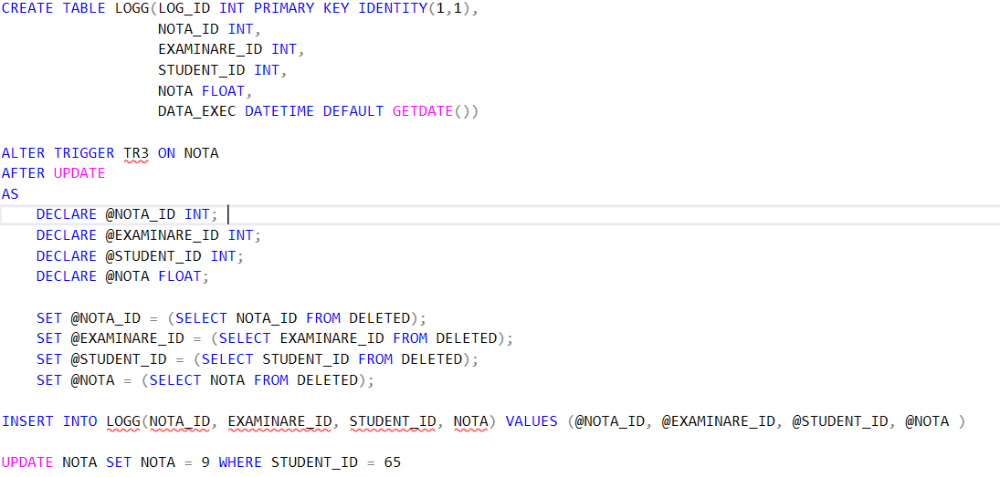 CREATE TABLE LOGG(LOG_ID INT PRIMARY KEY IDENTITY(1,1),
NOTA_ID INT,
EXAMINARE_ID INT,
STUDENT_ID INT,
NOTA FLOAT,
DATA_EXEC DATETIME DEFAULT GETDATE())
ALTER TRIGGER TR3 ON NOTA
AFTER UPDATE
AS
DECLARE @NOTA_ID INT;
DECLARE @EXAMINARE_ID INT;
DECLARE @STUDENT_ID INT;
DECLARE @NOTA FLOAT;
SET @NOTA_ID = (SELECT NOTA_ID FROM DELETED);
SET @EXAMINARE_ID = (SELECT EXAMINARE_ID FROM DELETED);
SET @STUDENT_ID = (SELECT STUDENT_ID FROM DELETED);
SET @NOTA = (SELECT NOTA FROM DELETED);
INSERT INTO LOGG(NOTA_ID, EXAMINARE_ID, STUDENT_ID, NOTA) VALUES (@NOTA_ID, @EXAMINARE_ID, @STUDENT_ID, @NOTA )
UPDATE NOTA SET NOTA = 9 WHERE STUDENT_ID = 65